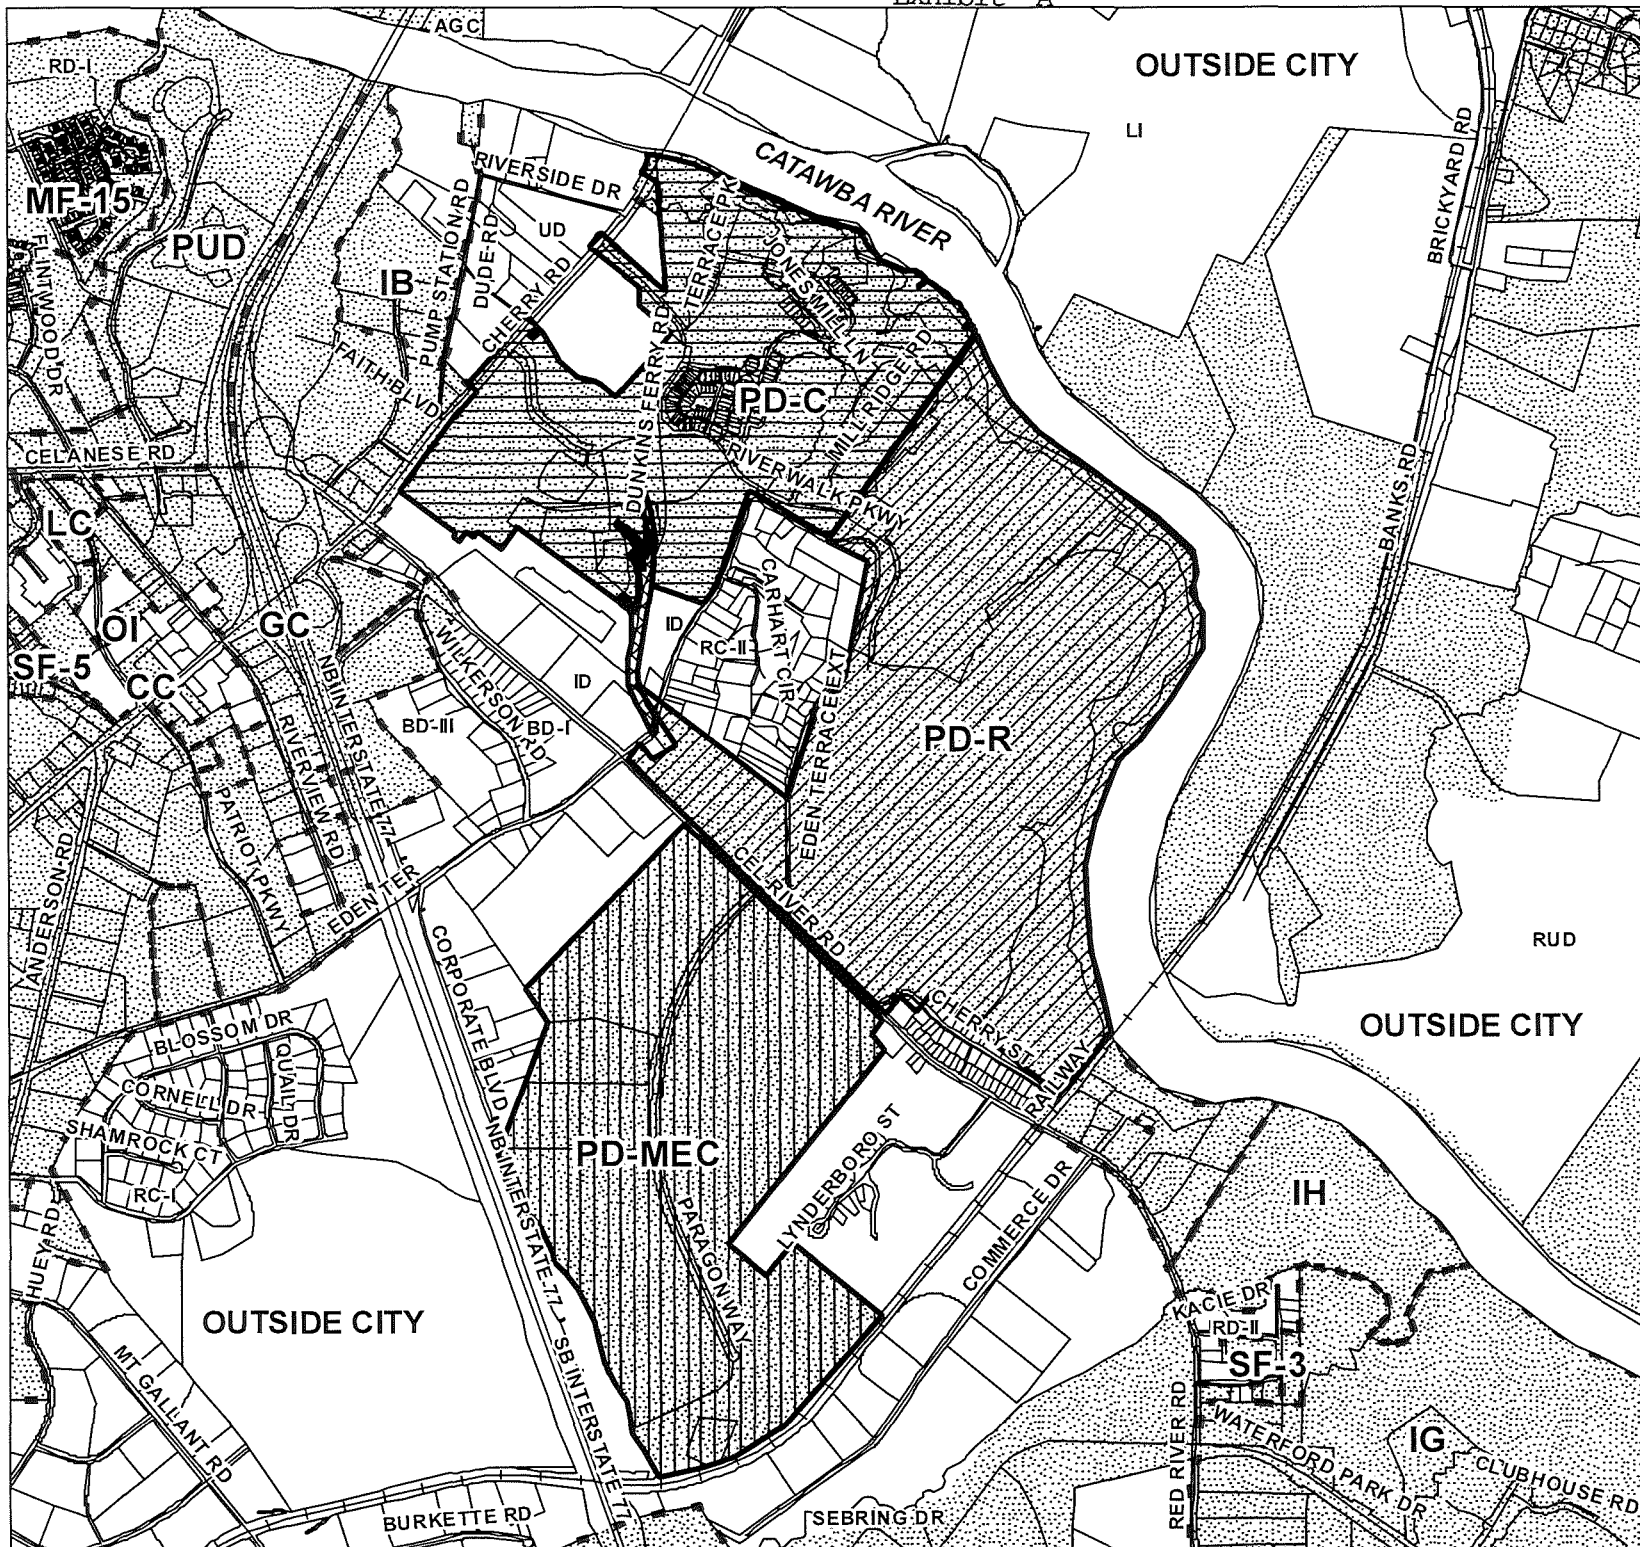 Exhibit A
AGC
RD-I
OUTSIDE CITY
LI
BRICKYARD RD
CATAWBA RIVER
RIVERSIDE DR
MF-15
PUD
PUMP STATION RD
DUDE RD
UD
TERRACE PK
JONES MILL LN
IB
FLINTWOOD DR
CHERRY RD
FAITH BLVD
DUNKINS FERRY RD
MILL RIDGE RD
PD-C
CELANESE RD
RIVERWALK PKWY
BANKS RD
LC
OI
GC
SF-5
CC
WILKERSON RD
ID
RC-II
CARHART CIR
ID
BD-III
BD-I
NB INTERSTATE 77
RIVERVIEW RD
PATRIOT PKWY
EDEN TERRACE EXT
PD-R
ANDERSON RD
EDEN TER
CEL RIVER RD
CORPORATE BLVD
RUD
OUTSIDE CITY
CHERRY ST
RAILWAY
BLOSSOM DR
QUAIL DR
CORNELL DR
SHAMROCK CT
RC-I
NB INTERSTATE 77
PD-MEC
LYNDERBORO ST
COMMERCE DR
IH
HUEY RD
PARAGON WAY
OUTSIDE CITY
KACIE DR
RD-II
SF-3
MT GALLANT RD
SB INTERSTATE 77
RED RIVER RD
WATERFORD PARK DR
IG
CLUBHOUSE RD
BURKETTE RD
SEBRING DR